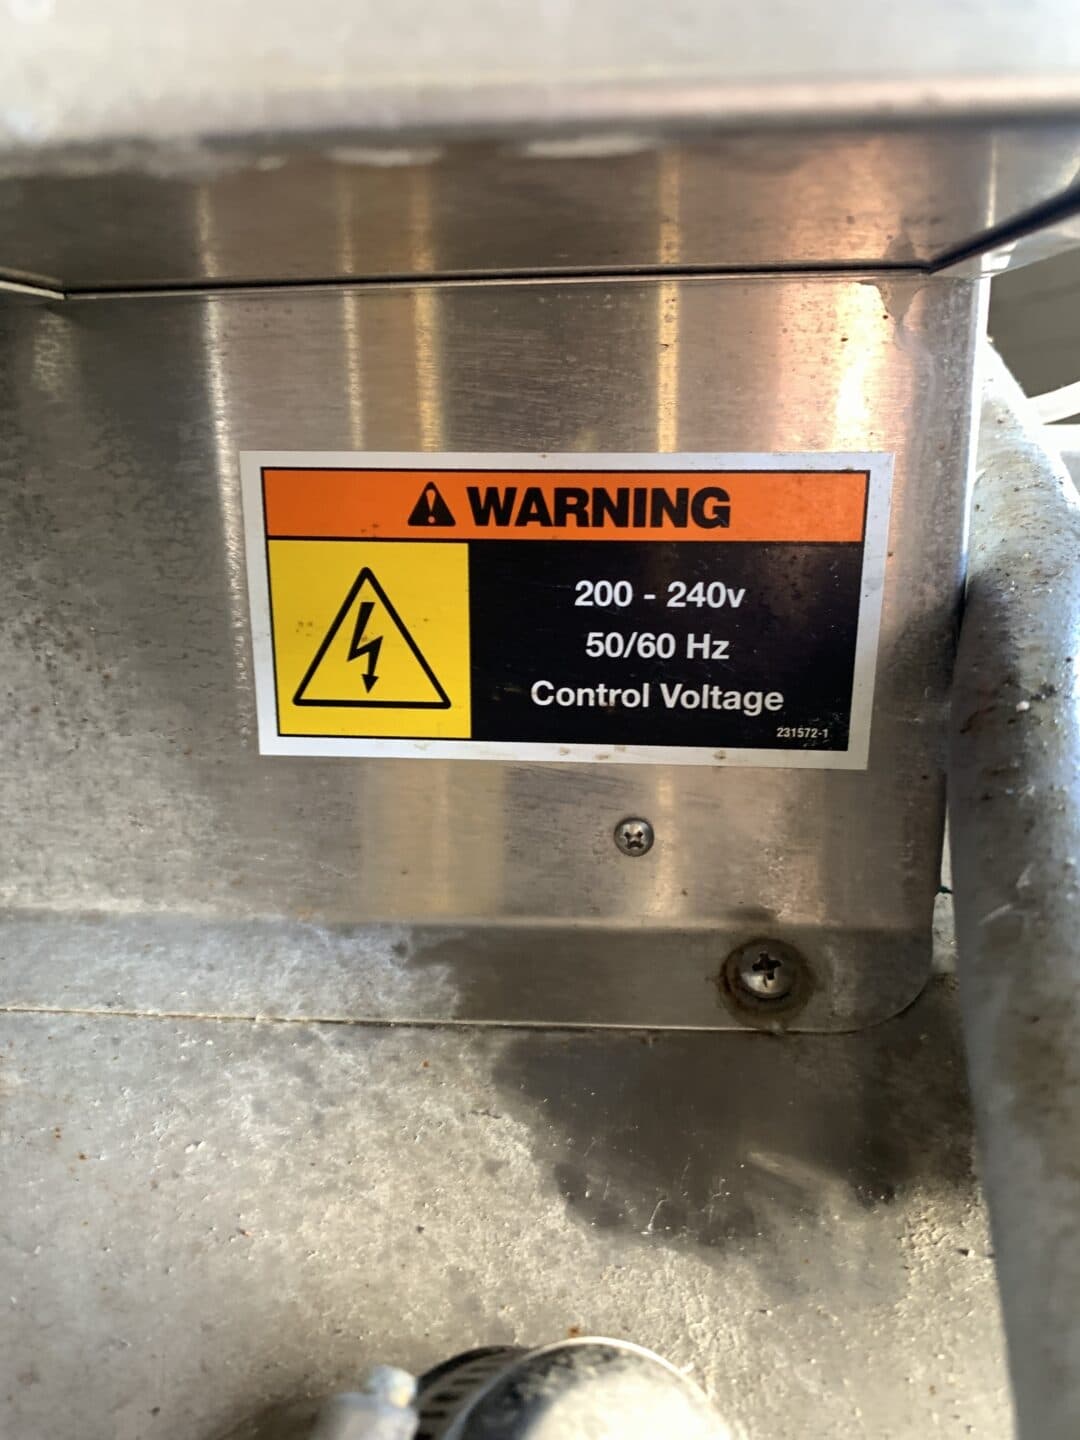 WARNING
200 - 240v
50/60 Hz
Control Voltage
231572-1